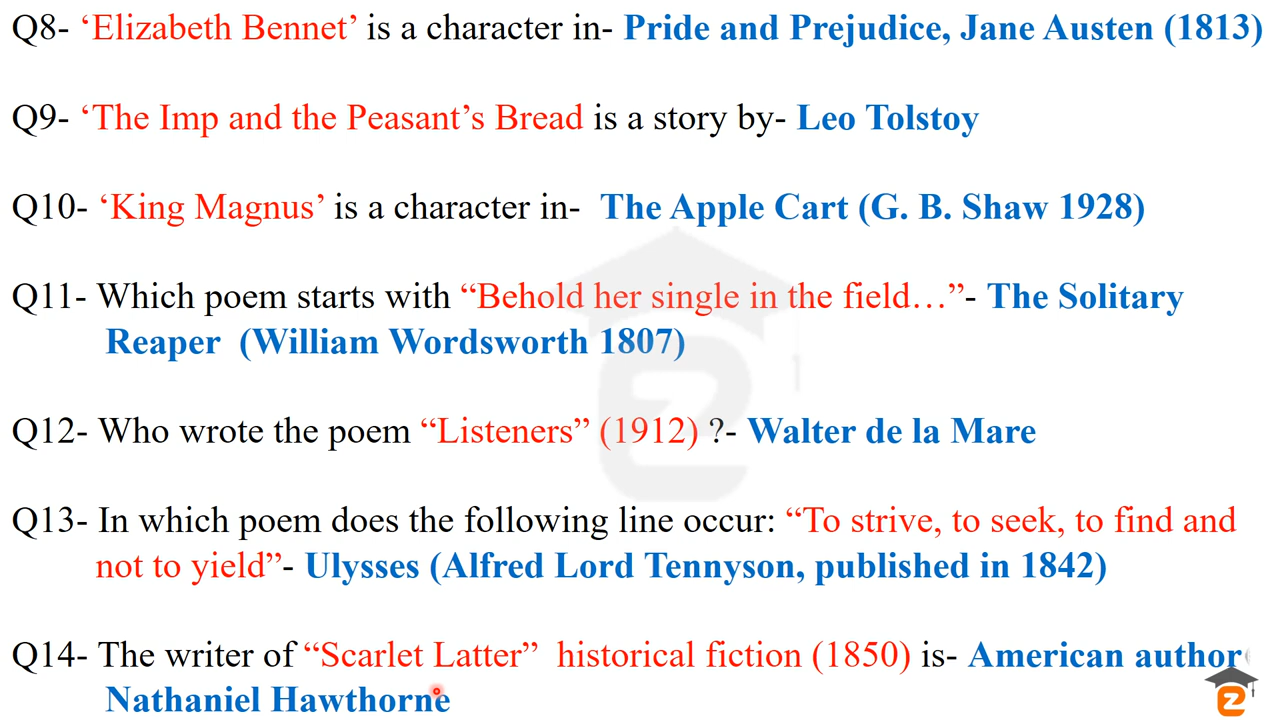 Q8- ‘Elizabeth Bennet’ is a character in- Pride and Prejudice, Jane Austen (1813)
Q9- ‘The Imp and the Peasant’s Bread is a story by- Leo Tolstoy
Q10- ‘King Magnus’ is a character in- The Apple Cart (G. B. Shaw 1928)
Q11- Which poem starts with “Behold her single in the field…”- The Solitary
Reaper (William Wordsworth 1807)
Q12- Who wrote the poem “Listeners” (1912) ?- Walter de la Mare
Q13- In which poem does the following line occur: “To strive, to seek, to find and
not to yield”- Ulysses (Alfred Lord Tennyson, published in 1842)
Q14- The writer of “Scarlet Latter” historical fiction (1850) is- American author
Nathaniel Hawthorne